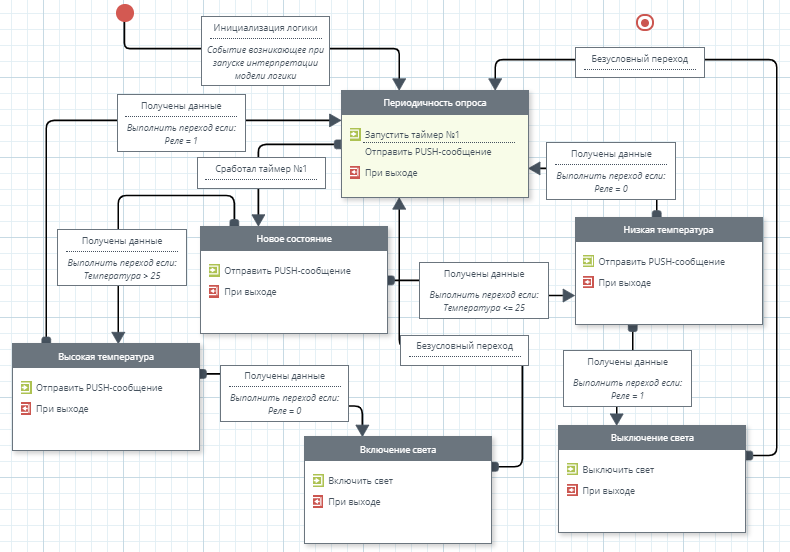 Инициализация логики
Событие возникающее при
запуске интерпретации
модели логики
Безусловный переход
Получены данные
Выполнить переход если:
Реле = 1
Периодичность опроса
Запустить таймер №1
Отправить PUSH-сообщение
При выходе
Сработал таймер №1
Получены данные
Выполнить переход если:
Реле = 0
Получены данные
Выполнить переход если:
Температура > 25
Новое состояние
Отправить PUSH-сообщение
При выходе
Низкая температура
Отправить PUSH-сообщение
При выходе
Получены данные
Выполнить переход если:
Температура <= 25
Безусловный переход
Высокая температура
Отправить PUSH-сообщение
При выходе
Получены данные
Выполнить переход если:
Реле = 0
Получены данные
Выполнить переход если:
Реле = 1
Включение света
Включить свет
При выходе
Выключение света
Выключить свет
При выходе